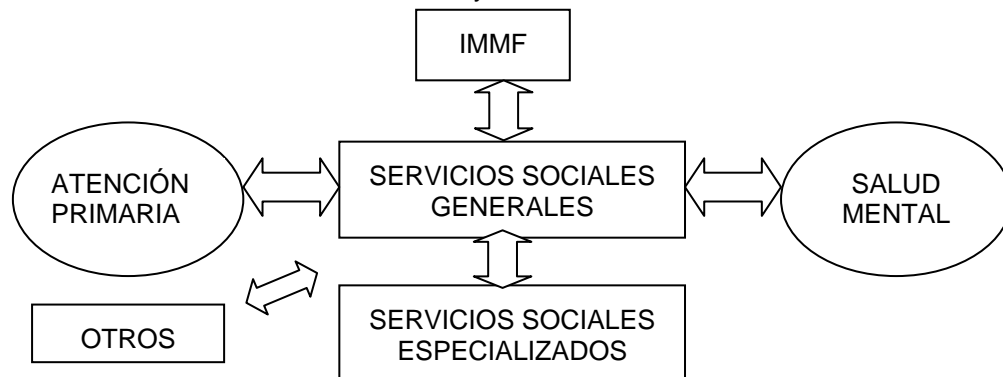 IMMF
ATENCIÓN
PRIMARIA
SERVICIOS SOCIALES
GENERALES
SALUD
MENTAL
OTROS
SERVICIOS SOCIALES
ESPECIALIZADOS